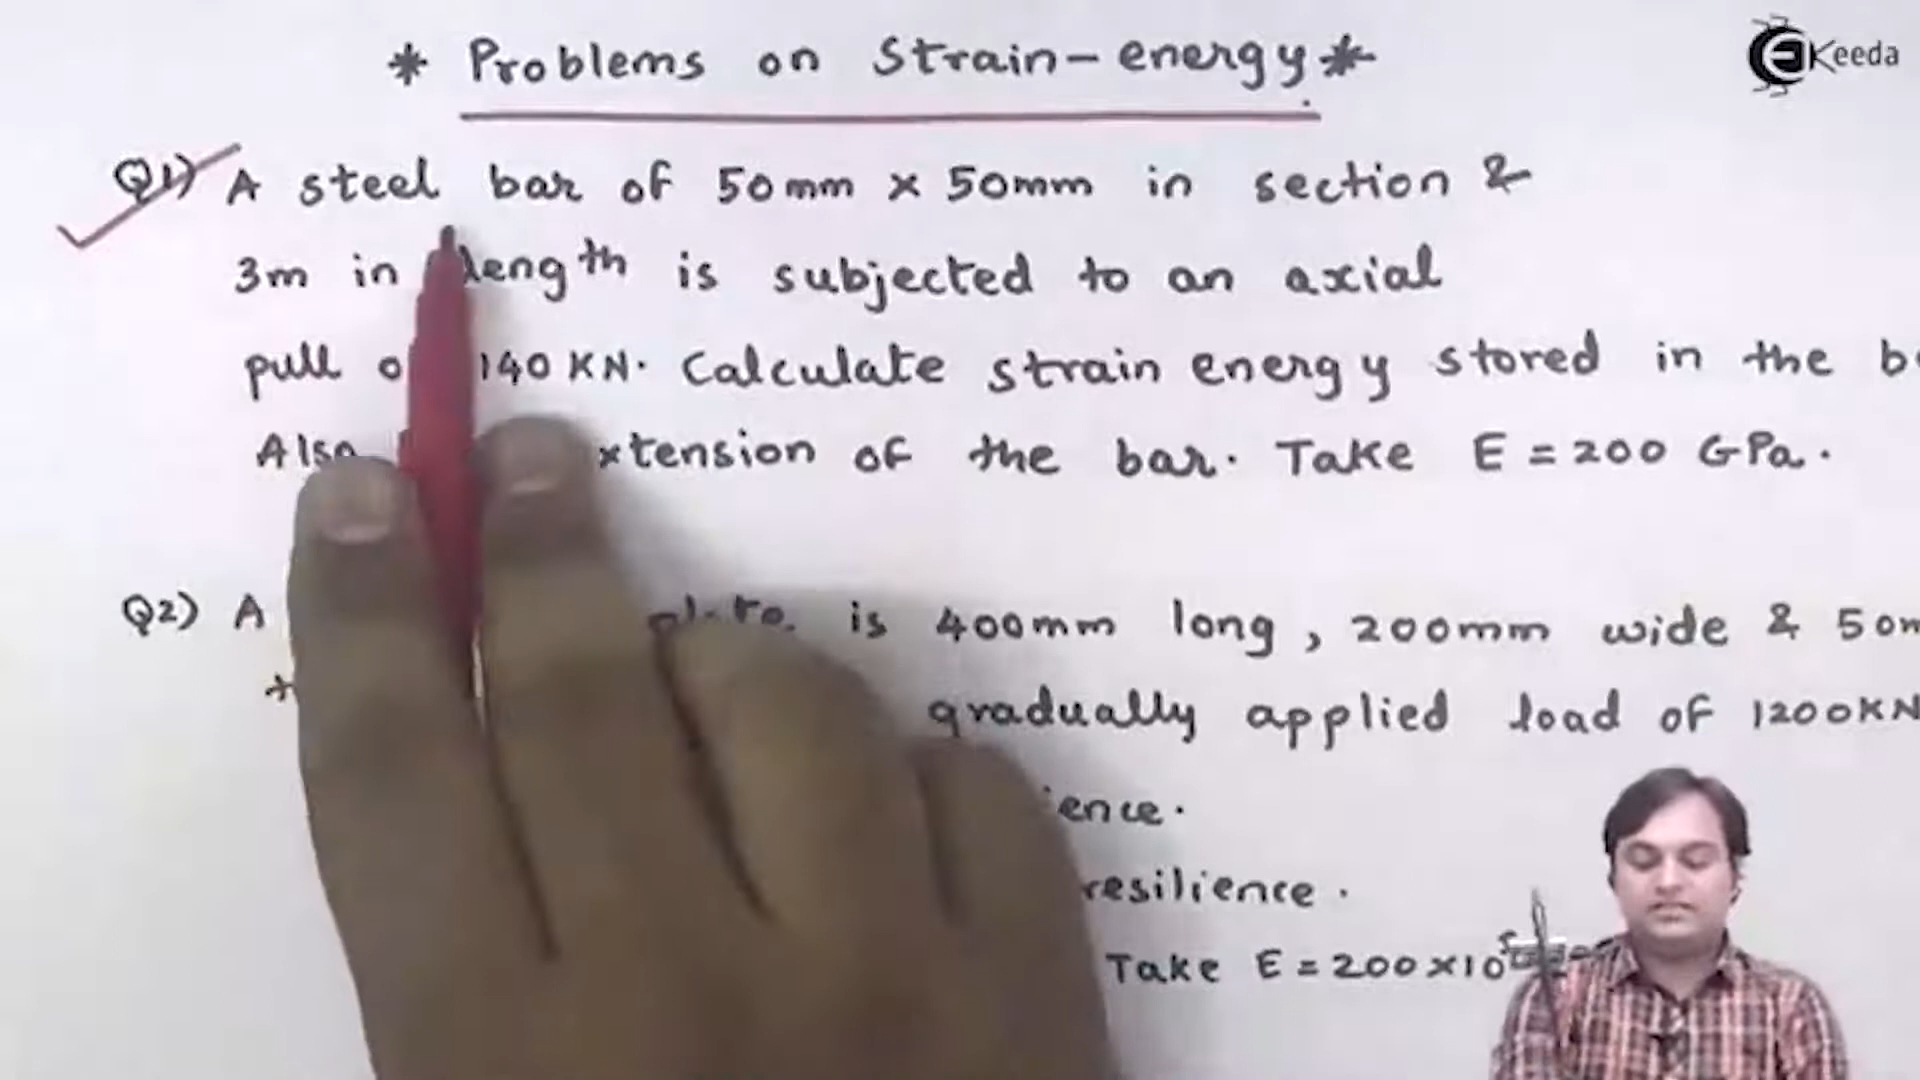 * Problems on Strain-energy *
EKeeda
Q1) A steel bar of 50mm x 50mm in section &
3m in length is subjected to an axial
pull 140 KN. Calculate strain energy stored in the
Also xtension of the bar. Take E = 200 GPa.
Q2) A is 400mm long, 200mm wide & 50m
gradually applied load of 1200KN
ience.
resilience.
Take E = 200x10